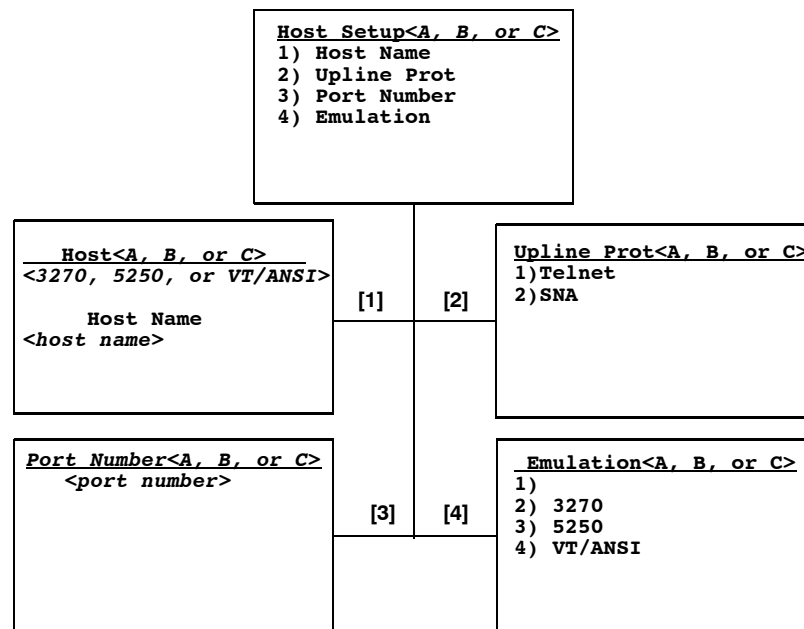 Host Setup<A, B, or C>
1) Host Name
2) Upline Prot
3) Port Number
4) Emulation
Host<A, B, or C>
<3270, 5250, or VT/ANSI>
Host Name
<host name>
[1]
[2]
Upline Prot<A, B, or C>
1)Telnet
2)SNA
Port Number<A, B, or C>
<port number>
[3]
[4]
Emulation<A, B, or C>
1)
2) 3270
3) 5250
4) VT/ANSI